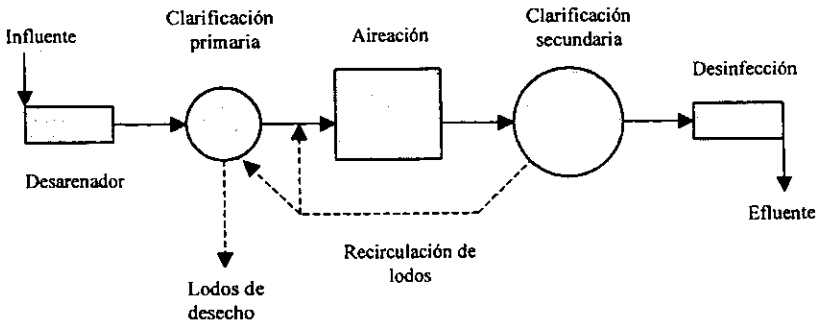 Influente
Clarificación
primaria
Aireación
Clarificación
secundaria
Desinfección
Desarenador
Efluente
Recirculación de
lodos
Lodos de
desecho